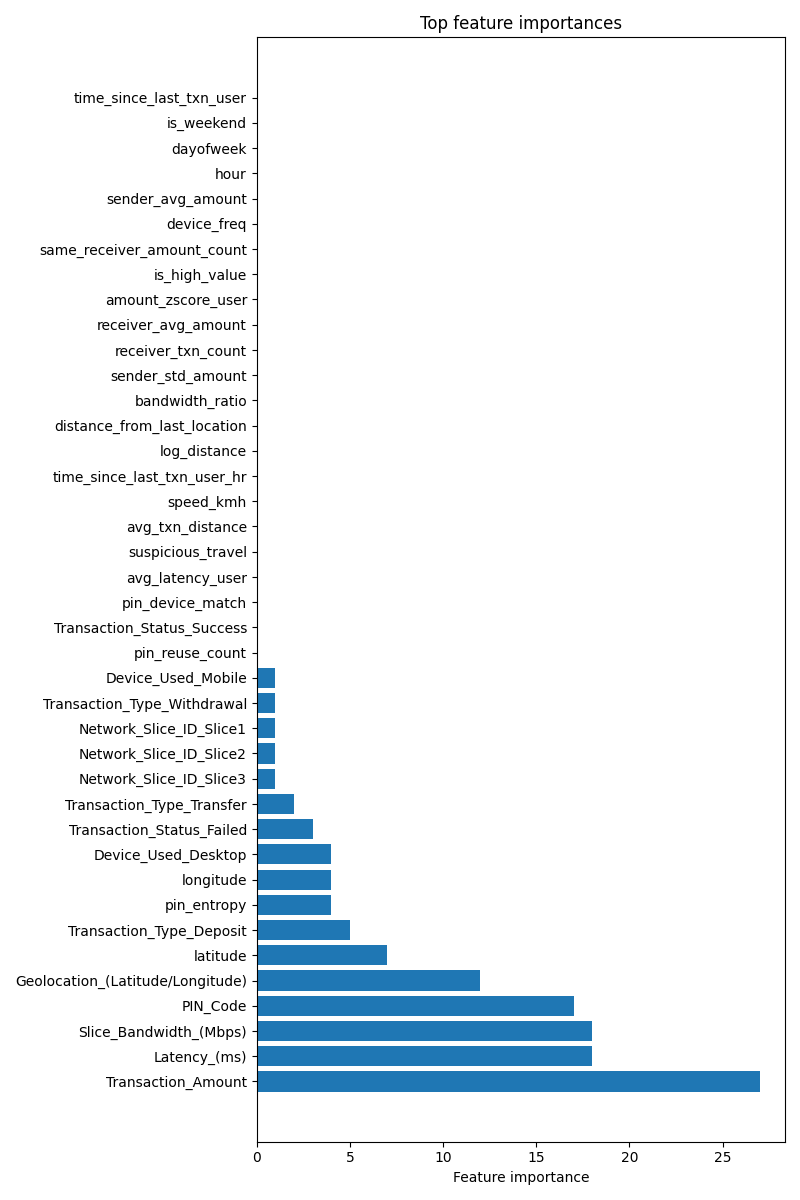 Top feature importances
time_since_last_txn_user
is_weekend
dayofweek
hour
sender_avg_amount
device_freq
same_receiver_amount_count
is_high_value
amount_zscore_user
receiver_avg_amount
receiver_txn_count
sender_std_amount
bandwidth_ratio
distance_from_last_location
log_distance
time_since_last_txn_user_hr
speed_kmh
avg_txn_distance
suspicious_travel
avg_latency_user
pin_device_match
Transaction_Status_Success
pin_reuse_count
Device_Used_Mobile
Transaction_Type_Withdrawal
Network_Slice_ID_Slice1
Network_Slice_ID_Slice2
Network_Slice_ID_Slice3
Transaction_Type_Transfer
Transaction_Status_Failed
Device_Used_Desktop
longitude
pin_entropy
Transaction_Type_Deposit
latitude
Geolocation_(Latitude/Longitude)
PIN_Code
Slice_Bandwidth_(Mbps)
Latency_(ms)
Transaction_Amount
0 5 10 15 20 25
Feature importance